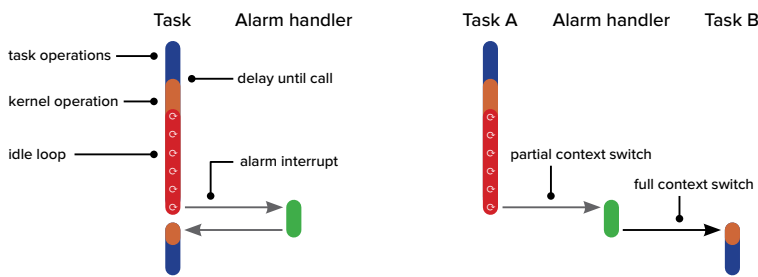 Task
Alarm handler
task operations
delay until call
kernel operation
idle loop
alarm interrupt
Task A
Alarm handler
Task B
partial context switch
full context switch